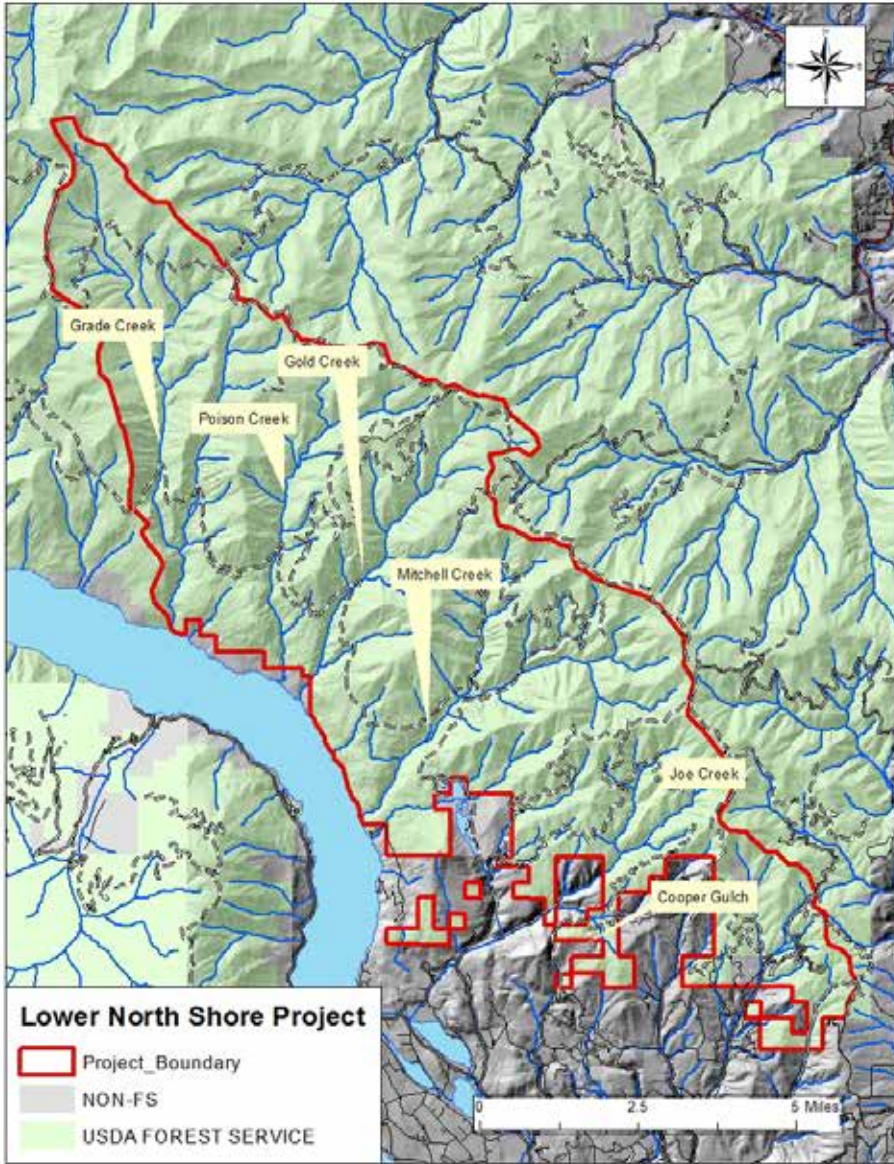 Grade Creek
Gold Creek
Poison Creek
Mitchell Creek
Joe Creek
Cooper Gulch
Lower North Shore Project
Project_Boundary
NON-FS
USDA FOREST SERVICE
0 2.5 5 Miles